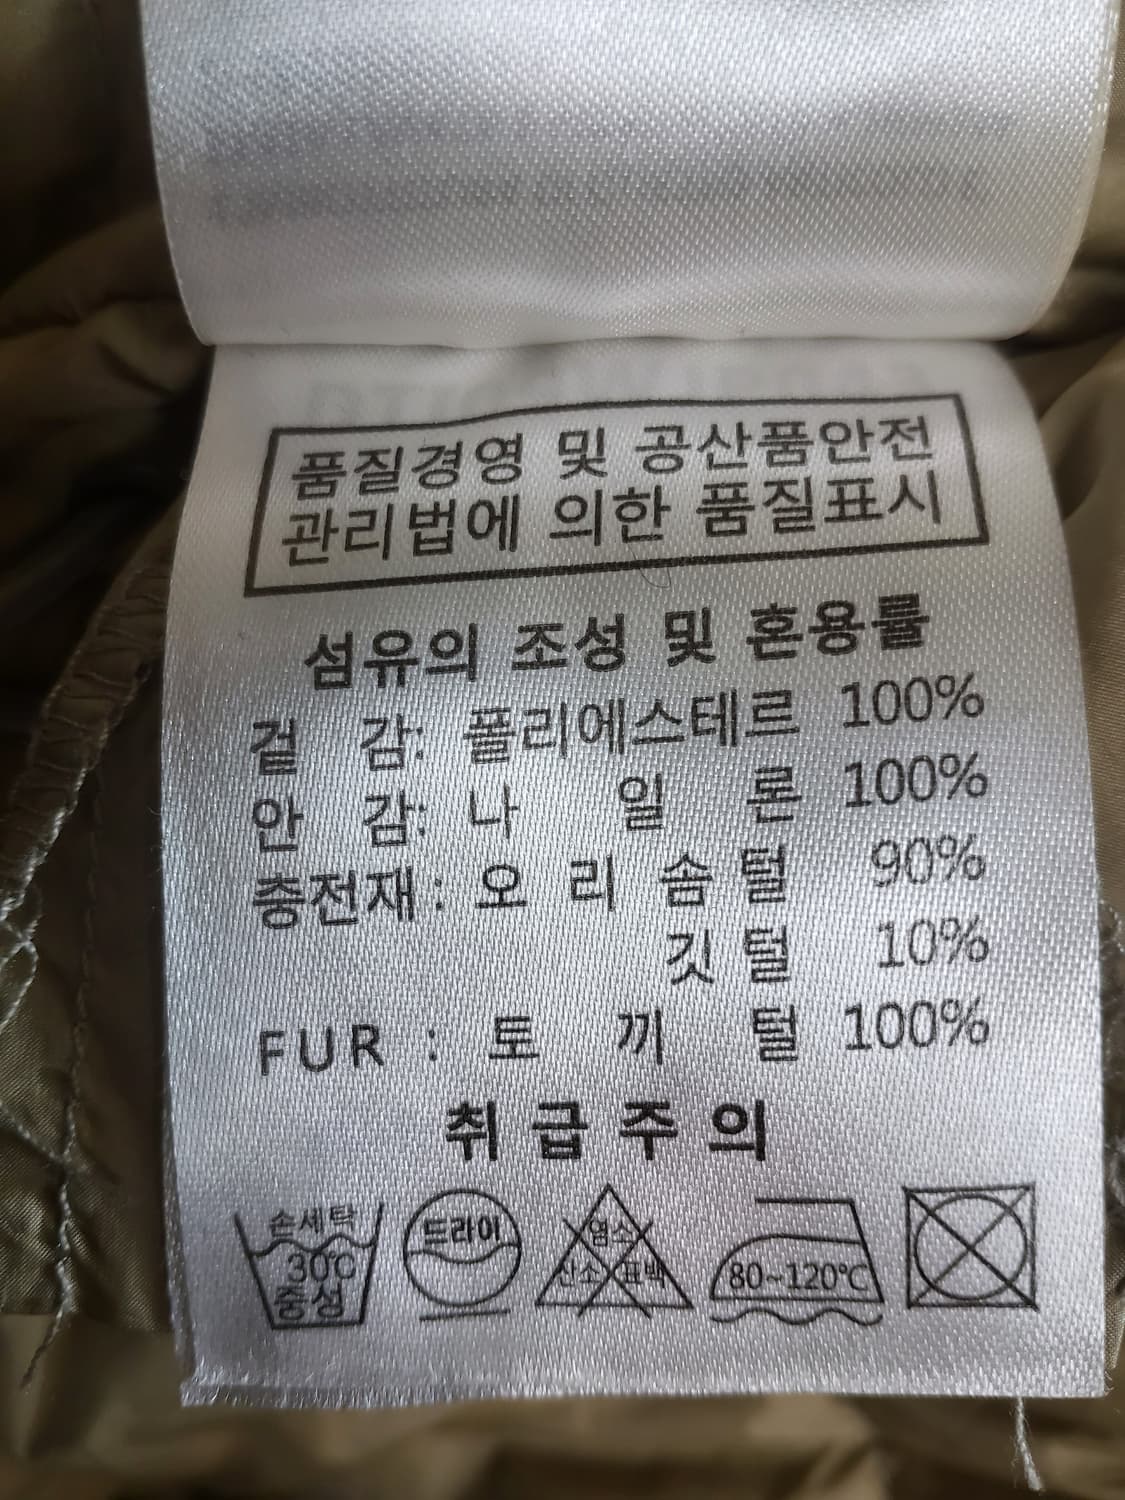 품질경영 및 공산품안전
관리법에 의한 품질표시
섬유의 조성 및 혼용률
겉 감: 폴리에스테르 100%
안 감: 나 일 론 100%
충전재: 오 리 솜 털 90%
깃 털 10%
FUR : 토 끼 털 100%
취 급 주 의
손세탁
30℃
중성
드라이
염소
산소 표백
80~120℃